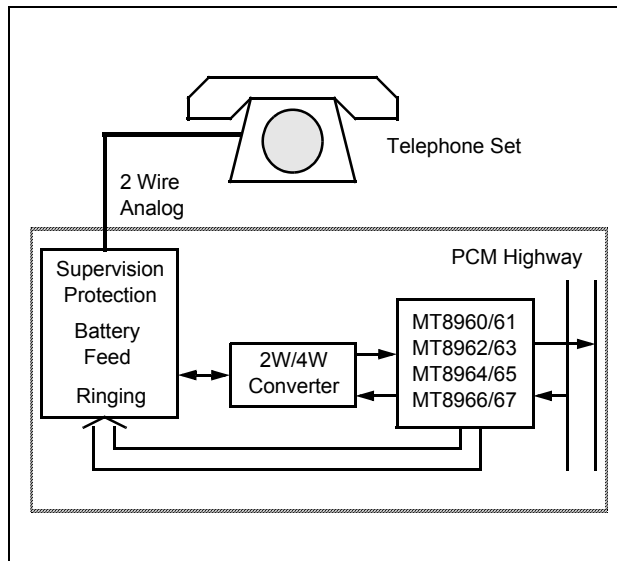 Telephone Set
2 Wire
Analog
PCM Highway
Supervision
Protection
Battery
Feed
Ringing
2W/4W
Converter
MT8960/61
MT8962/63
MT8964/65
MT8966/67